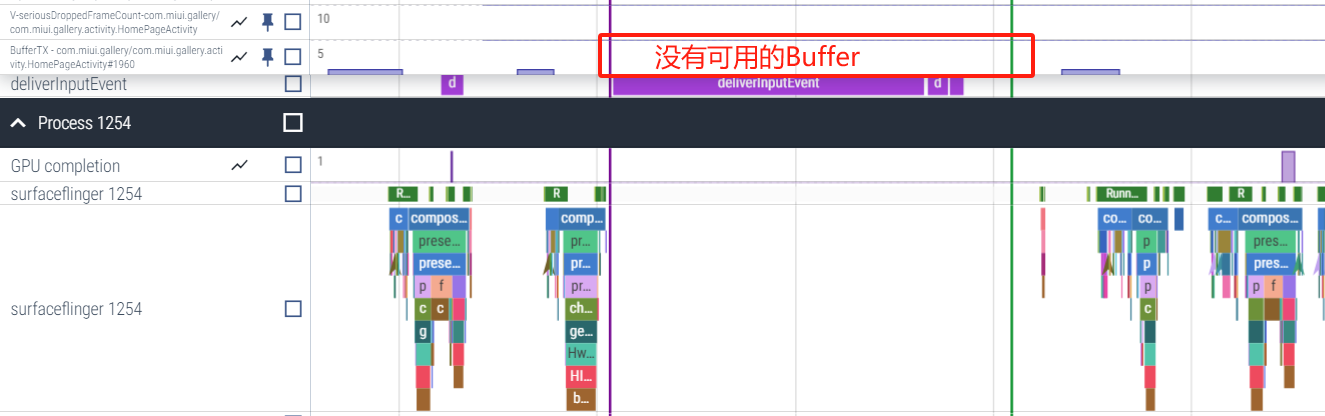 V-seriousDroppedFrameCount-com.miui.gallery/
com.miui.gallery.activity.HomePageActivity
10
BufferTX - com.miui.gallery/com.miui.gallery.acti
vity.HomePageActivity#1960
5
没有可用的Buffer
deliverInputEvent
d
deliverInputEvent
d
Process 1254
GPU completion
1
surfaceflinger 1254
R...
R
Runn...
R
surfaceflinger 1254
c
compos...
comp...
co...
co...
c...
compos...
prese...
pr...
p
pres...
prese...
pr...
p
pres...
p
f
pr...
p
p
f
c
c
ch...
c
g
ge...
Hw...
HI...
b...